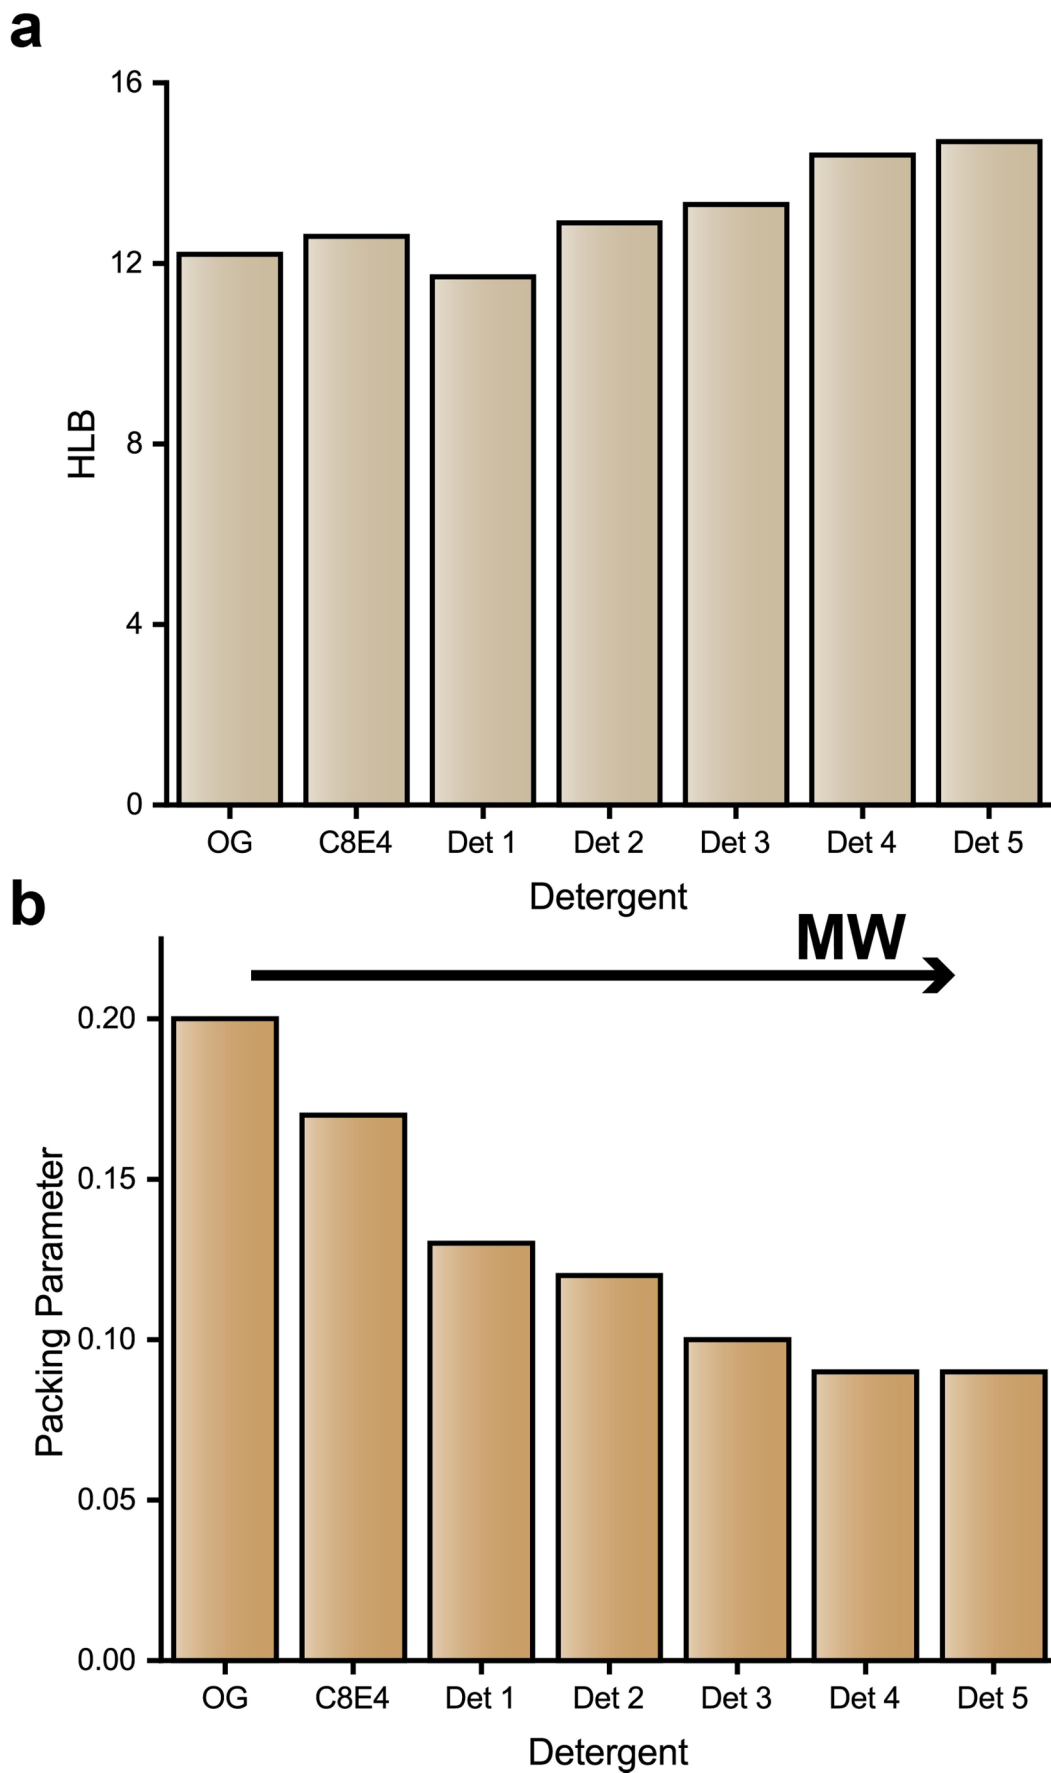 a
16
12
8
4
0
HLB
OG C8E4 Det 1 Det 2 Det 3 Det 4 Det 5
Detergent
b
MW
0.20
0.15
0.10
0.05
0.00
Packing Parameter
OG C8E4 Det 1 Det 2 Det 3 Det 4 Det 5
Detergent